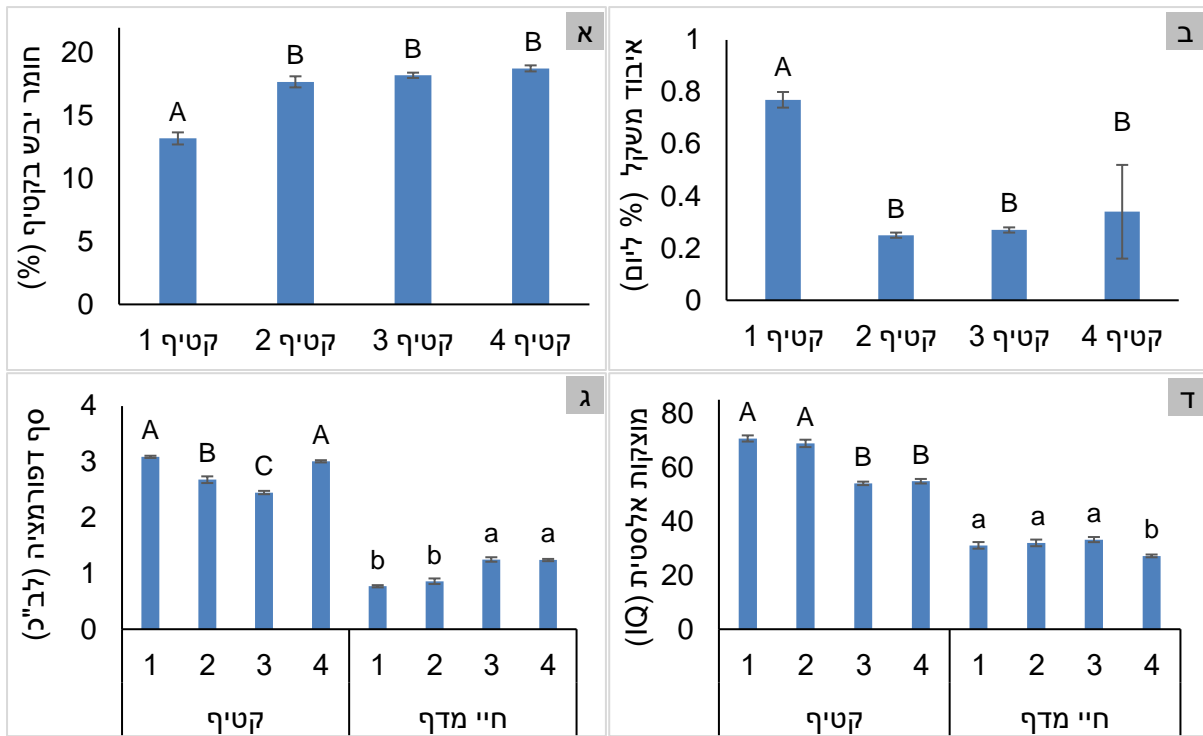 א
חומר יבש בקטיף (%)
20
15
10
5
0
A
B
B
B
קטיף 1
קטיף 2
קטיף 3
קטיף 4
ב
איבוד משקל (% ליום)
1
0.8
0.6
0.4
0.2
0
A
B
B
B
קטיף 1
קטיף 2
קטיף 3
קטיף 4
ג
סף דפורמציה (לב"כ)
4
3
2
1
0
A
B
C
A
b
b
a
a
1 2 3 4 1 2 3 4
קטיף
חיי מדף
ד
מוצקות אלסטית (IQ)
80
60
40
20
0
A
A
B
B
a
a
a
b
1 2 3 4 1 2 3 4
קטיף
חיי מדף